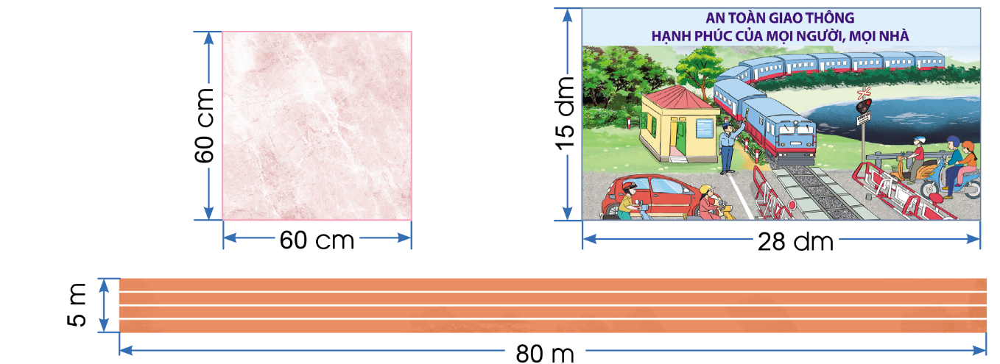 AN TOÀN GIAO THÔNG
HẠNH PHÚC CỦA MỌI NGƯỜI, MỌI NHÀ
60 cm
60 cm
15 dm
28 dm
5 m
80 m